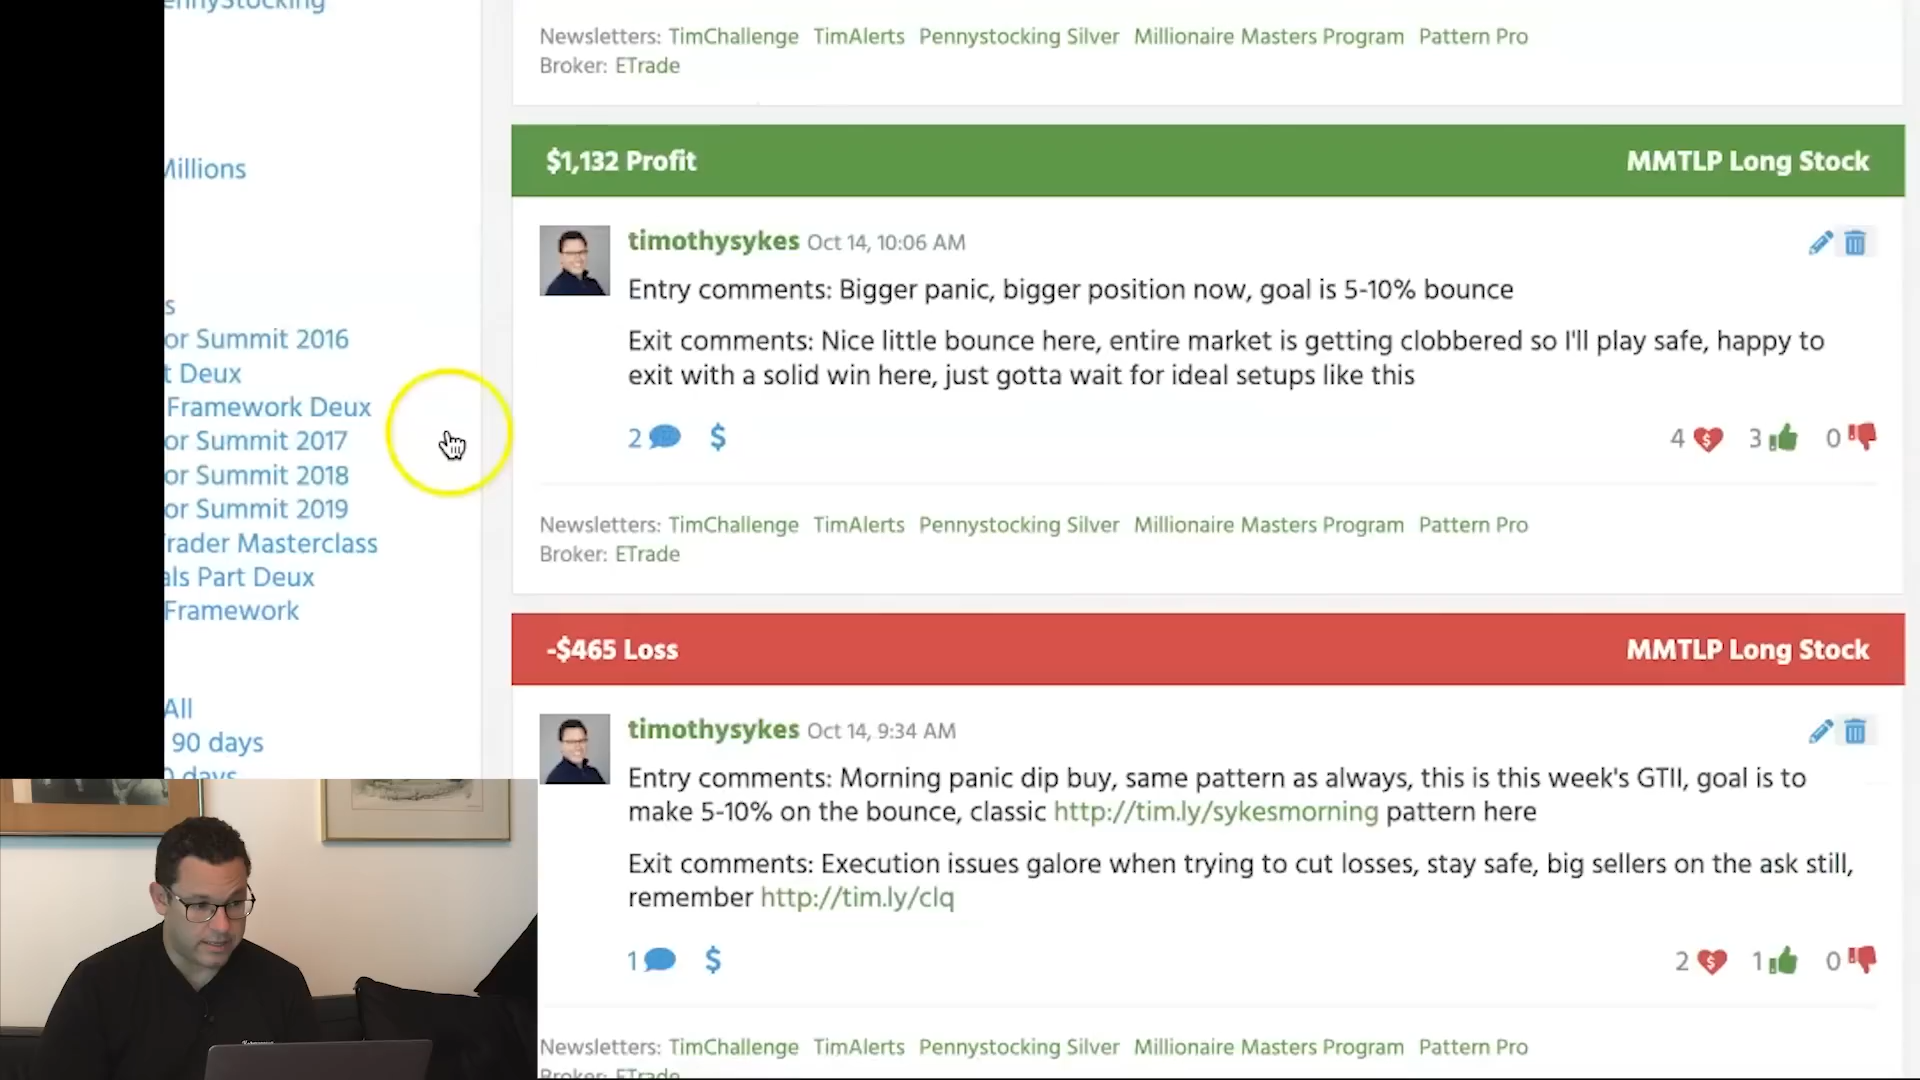 Newsletters: TimChallenge TimAlerts Pennystocking Silver Millionaire Masters Program Pattern Pro
Broker: ETrade
Millions
s
or Summit 2016
t Deux
Framework Deux
or Summit 2017
or Summit 2018
or Summit 2019
rader Masterclass
als Part Deux
Framework
All
90 days
0 days
$1,132 Profit
MMTLP Long Stock
timothysykes Oct 14, 10:06 AM
Entry comments: Bigger panic, bigger position now, goal is 5-10% bounce
Exit comments: Nice little bounce here, entire market is getting clobbered so I'll play safe, happy to
exit with a solid win here, just gotta wait for ideal setups like this
2
$
4
3
0
Newsletters: TimChallenge TimAlerts Pennystocking Silver Millionaire Masters Program Pattern Pro
Broker: ETrade
-$465 Loss
MMTLP Long Stock
timothysykes Oct 14, 9:34 AM
Entry comments: Morning panic dip buy, same pattern as always, this is this week's GTII, goal is to
make 5-10% on the bounce, classic http://tim.ly/sykesmorning pattern here
Exit comments: Execution issues galore when trying to cut losses, stay safe, big sellers on the ask still,
remember http://tim.ly/clq
1
$
2
1
0
Newsletters: TimChallenge TimAlerts Pennystocking Silver Millionaire Masters Program Pattern Pro
Broker: ETrade